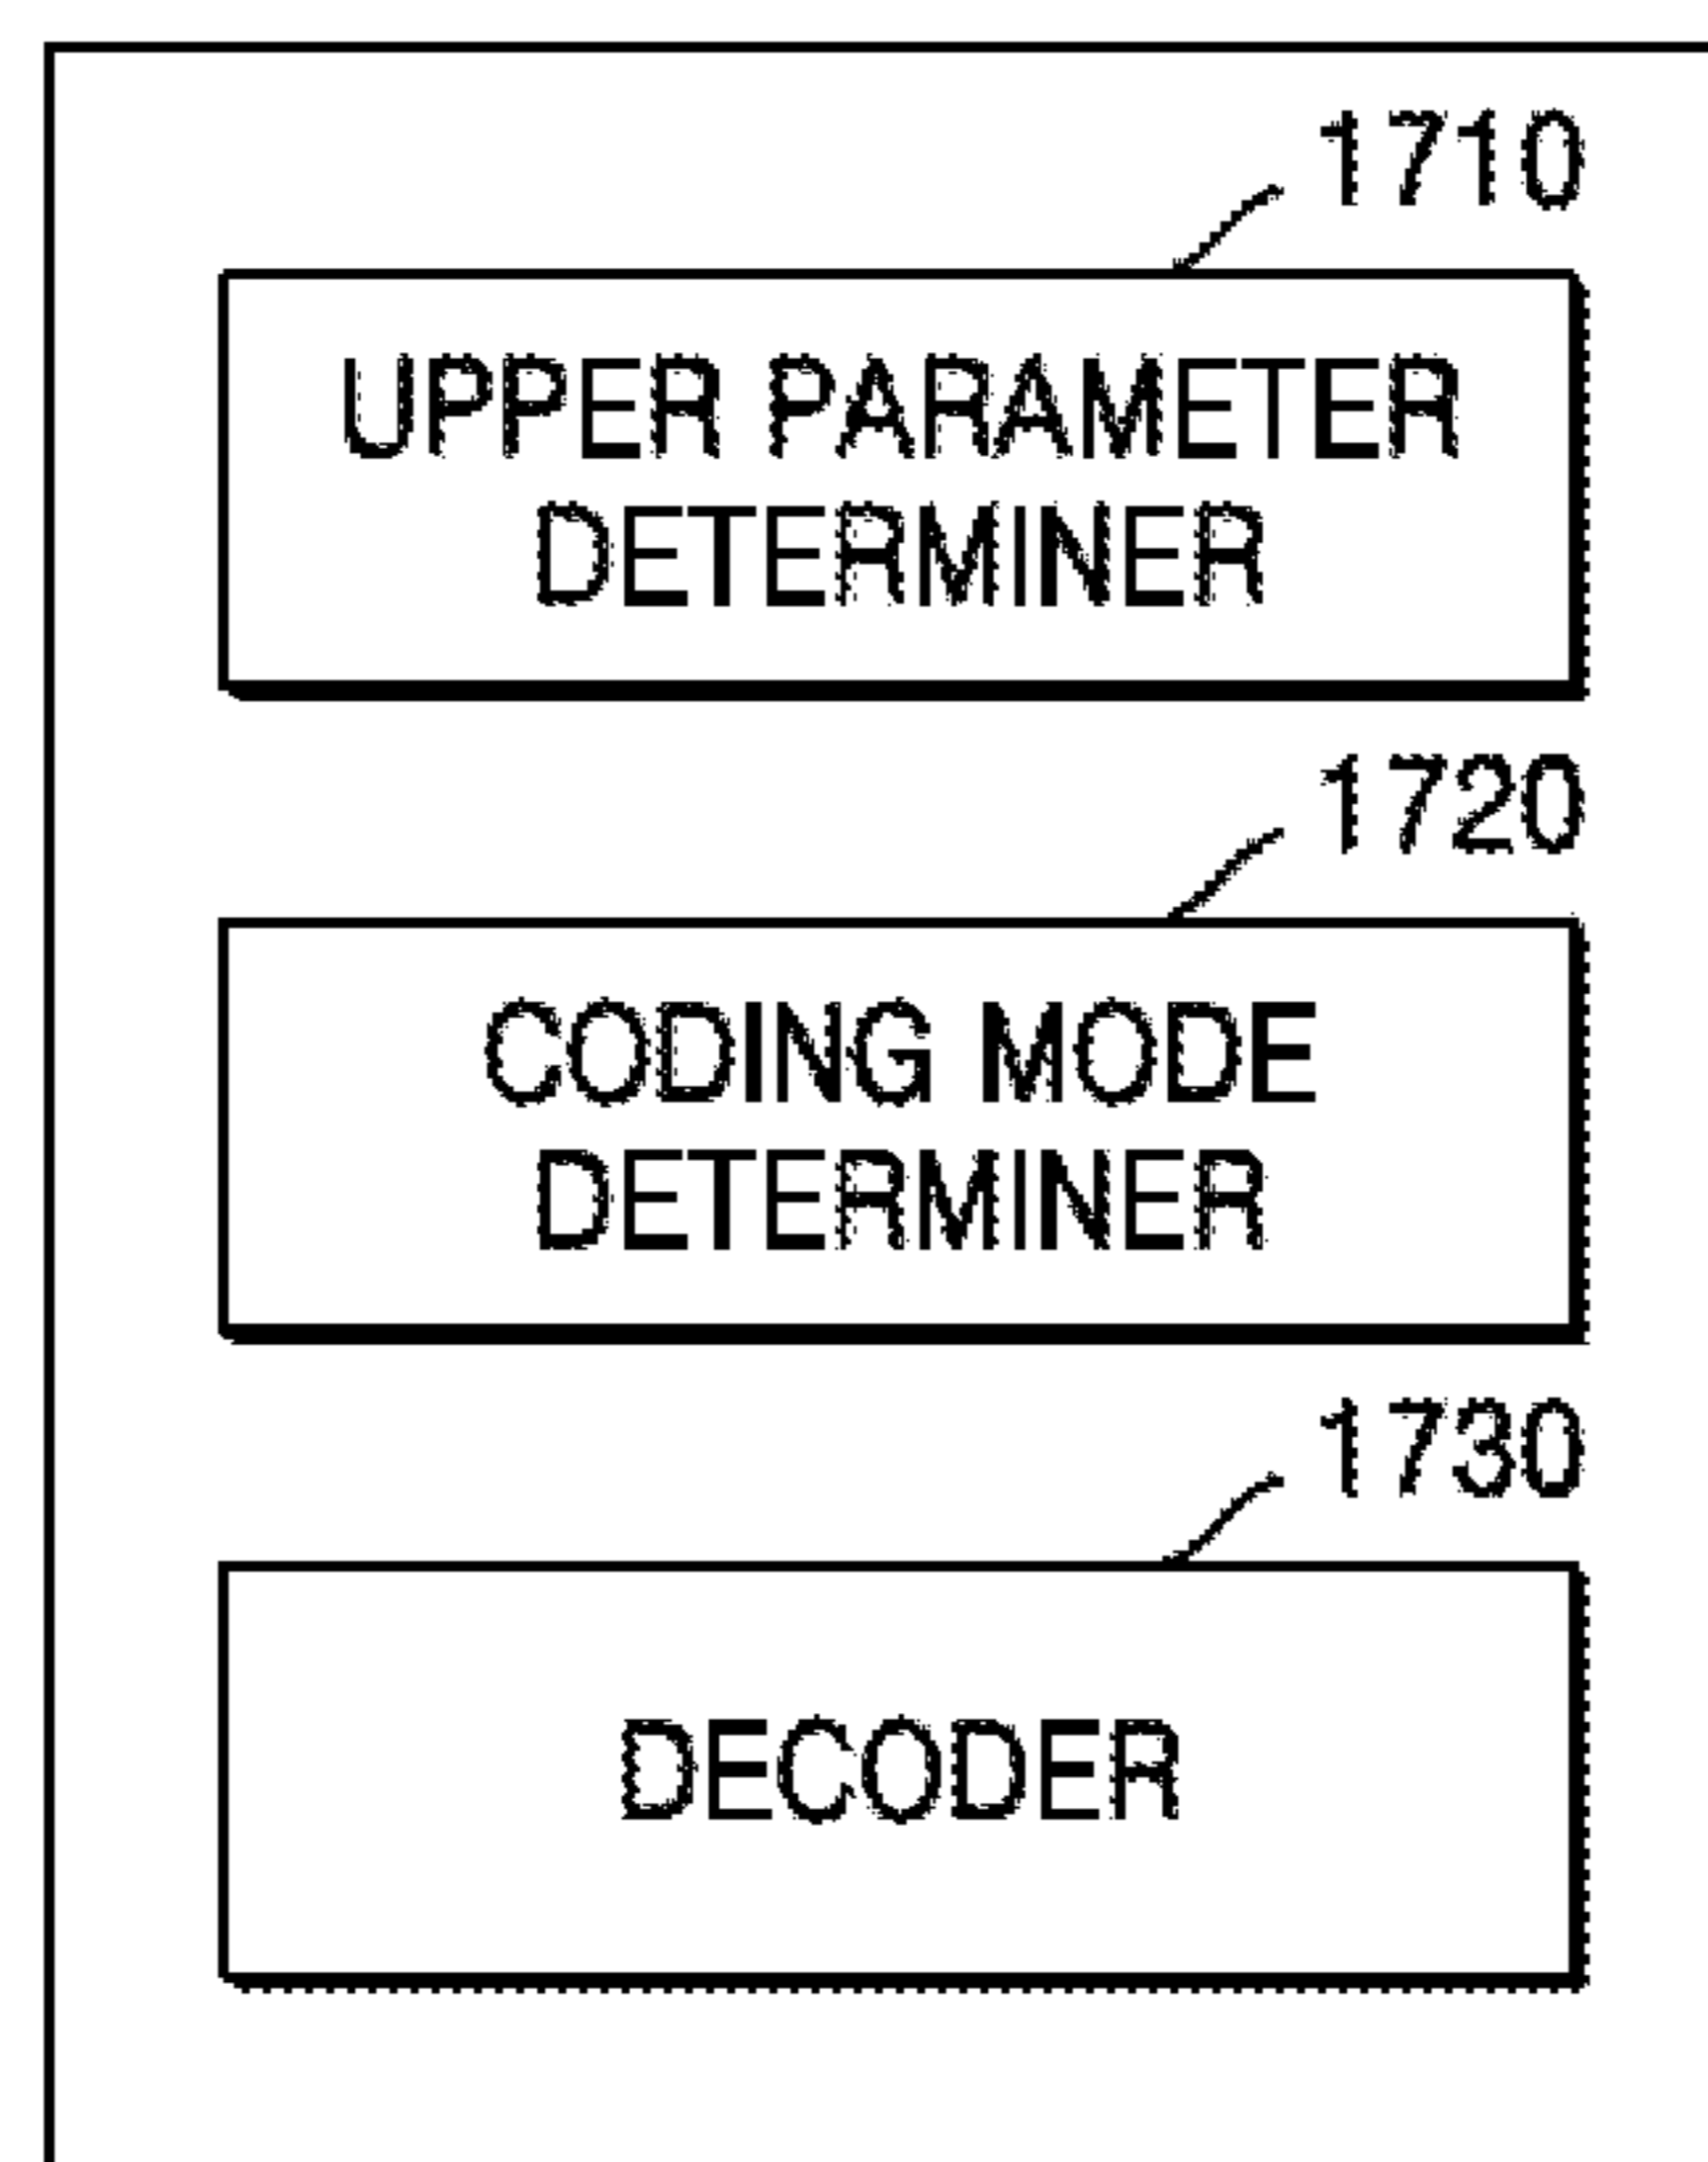 1710
UPPER PARAMETER
DETERMINER
1720
CODING MODE
DETERMINER
1730
DECODER